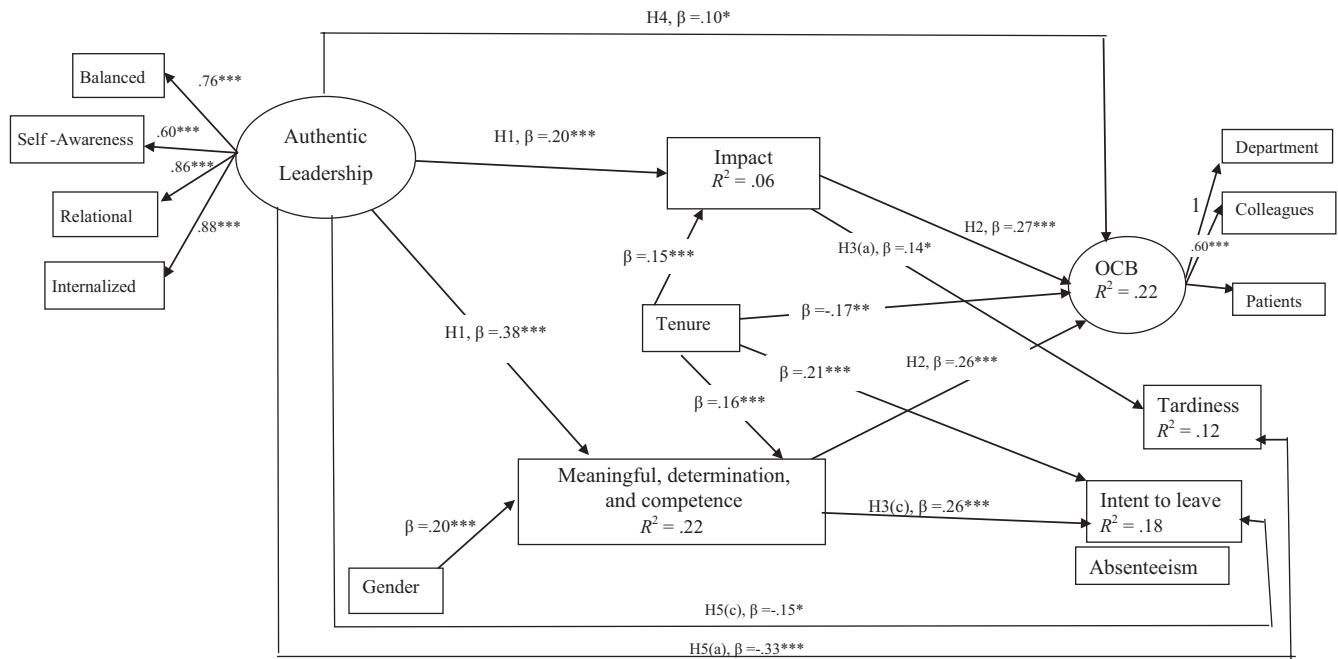 H4, β =.10*
Balanced
.76***
Self -Awareness
.60***
Authentic
Leadership
.86***
Relational
.88***
Internalized
H1, β =.20***
Impact
R² = .06
Department
1
Colleagues
.60***
H2, β =.27***
H3(a), β =.14*
β =.15***
OCB
R² = .22
Patients
Tenure
β =-.17**
H1, β =.38***
β =.21***
H2, β =.26***
β =.16***
Tardiness
R² = .12
Meaningful, determination,
and competence
R² = .22
β =.20***
H3(c), β =.26***
Intent to leave
R² = .18
Absenteeism
Gender
H5(c), β =-.15*
H5(a), β =-.33***